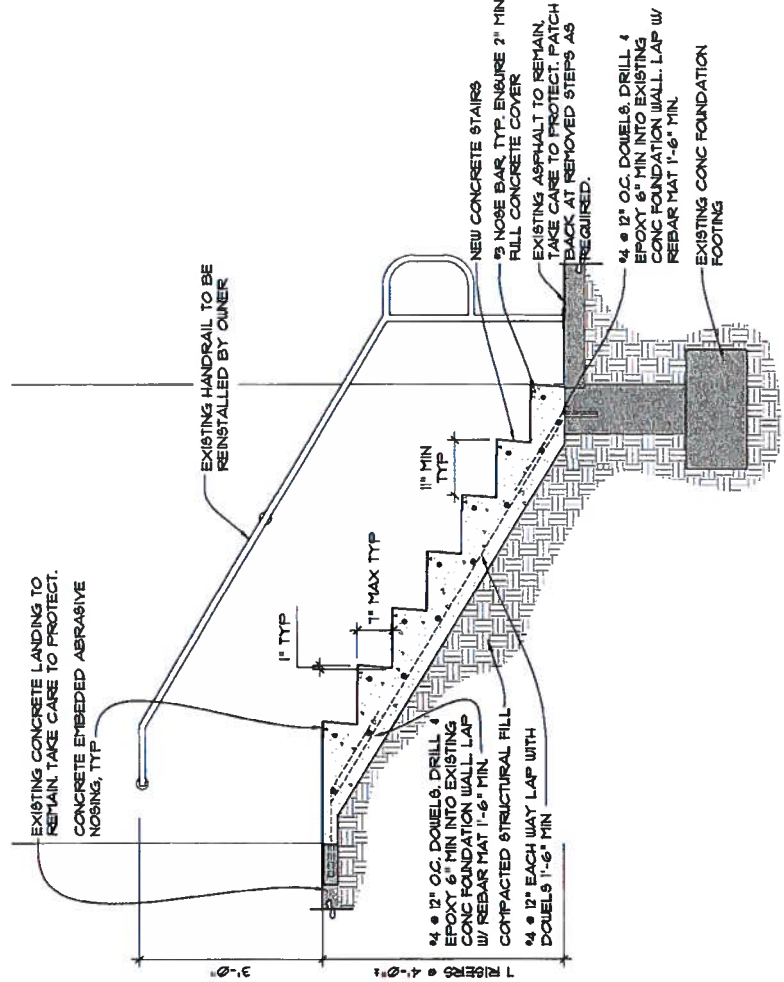 EXISTING CONCRETE LANDING TO
REMAIN. TAKE CARE TO PROTECT.
CONCRETE EMBEDED ABRASIVE
NOSING, TYP
EXISTING HANDRAIL TO BE
REINSTALLED BY OWNER
3'-0"
7 RISERS @ 4'-0"±
1" TYP
7" MAX TYP
11" MIN
TYP
NEW CONCRETE STAIRS
#3 NOSE BAR, TYP. ENSURE 2" MIN
FULL CONCRETE COVER
EXISTING ASPHALT TO REMAIN,
TAKE CARE TO PROTECT. PATCH
BACK AT REMOVED STEPS AS
REQUIRED.
#4 @ 12" O.C. DOWELS. DRILL &
EPOXY 6" MIN INTO EXISTING
CONC FOUNDATION WALL. LAP W/
REBAR MAT 1'-6" MIN.
EXISTING CONC FOUNDATION
FOOTING
#4 @ 12" O.C. DOWELS. DRILL &
EPOXY 6" MIN INTO EXISTING
CONC FOUNDATION WALL. LAP
W/ REBAR MAT 1'-6" MIN.
COMPACTED STRUCTURAL FILL
#4 @ 12" EACH WAY LAP WITH
DOWELS 1'-6" MIN